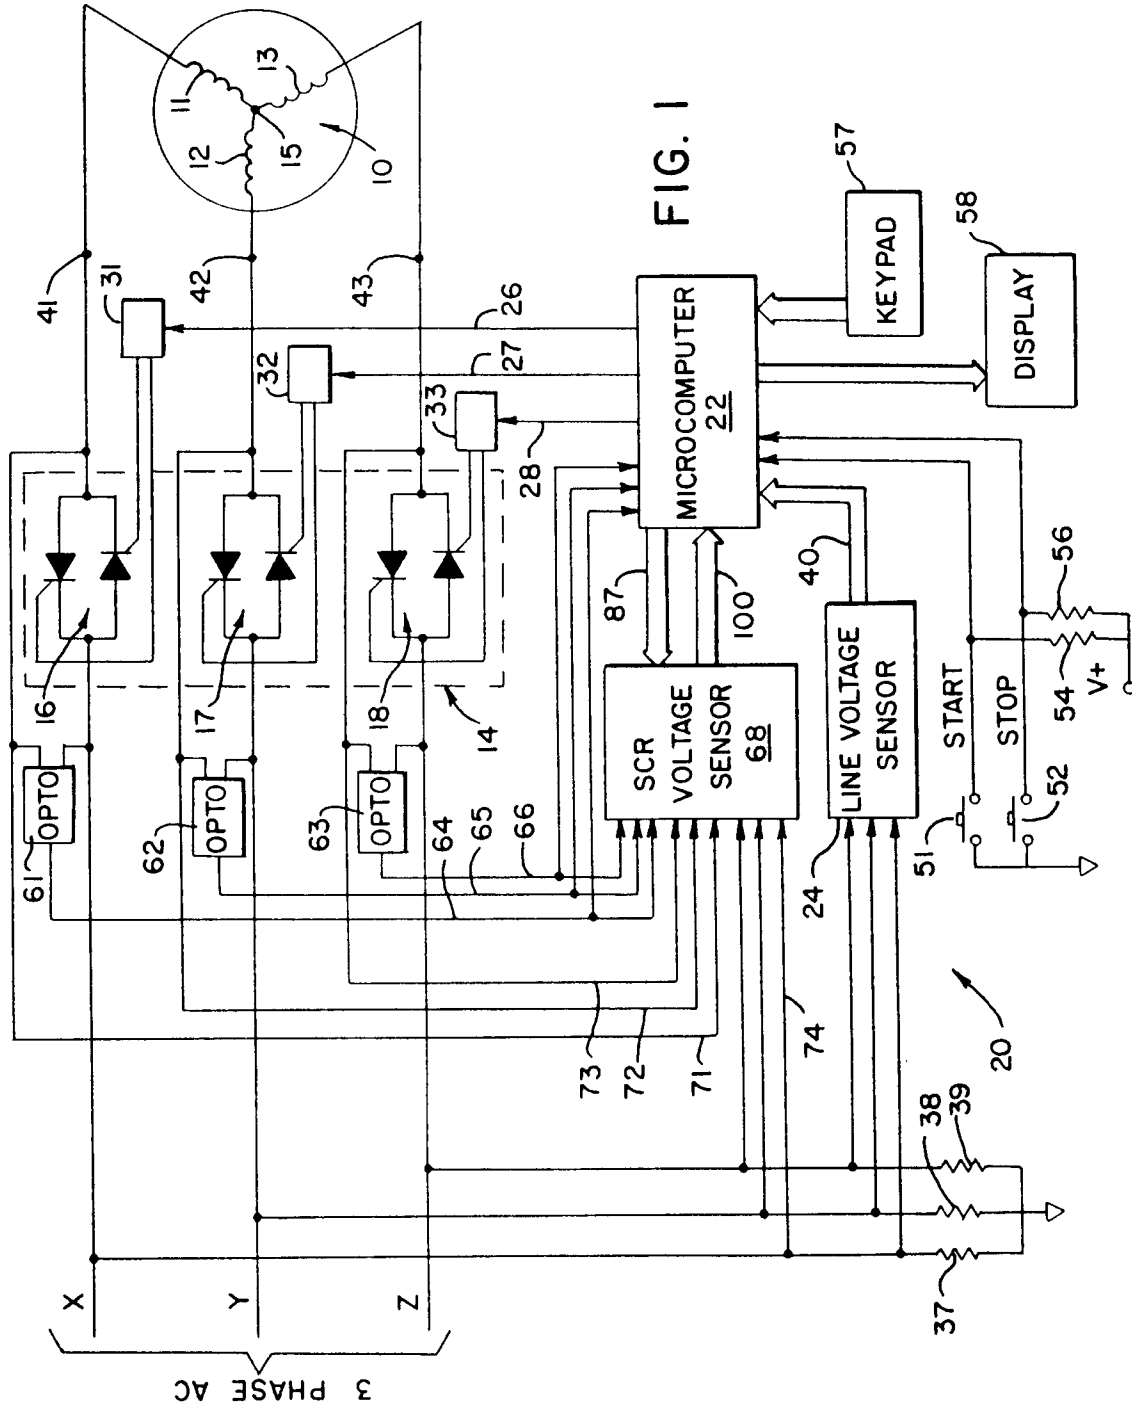 3 PHASE AC
X
Y
Z
41
31
42
32
43
33
11
12
13
15
10
16
17
18
14
61
OPTO
62
OPTO
63
OPTO
64
65
66
26
27
28
73
72
71
74
SCR
VOLTAGE
SENSOR
68
87
100
MICROCOMPUTER
22
FIG. 1
KEYPAD
57
DISPLAY
58
24
LINE VOLTAGE
SENSOR
40
START
STOP
51
52
54
56
V+
20
37
38
39